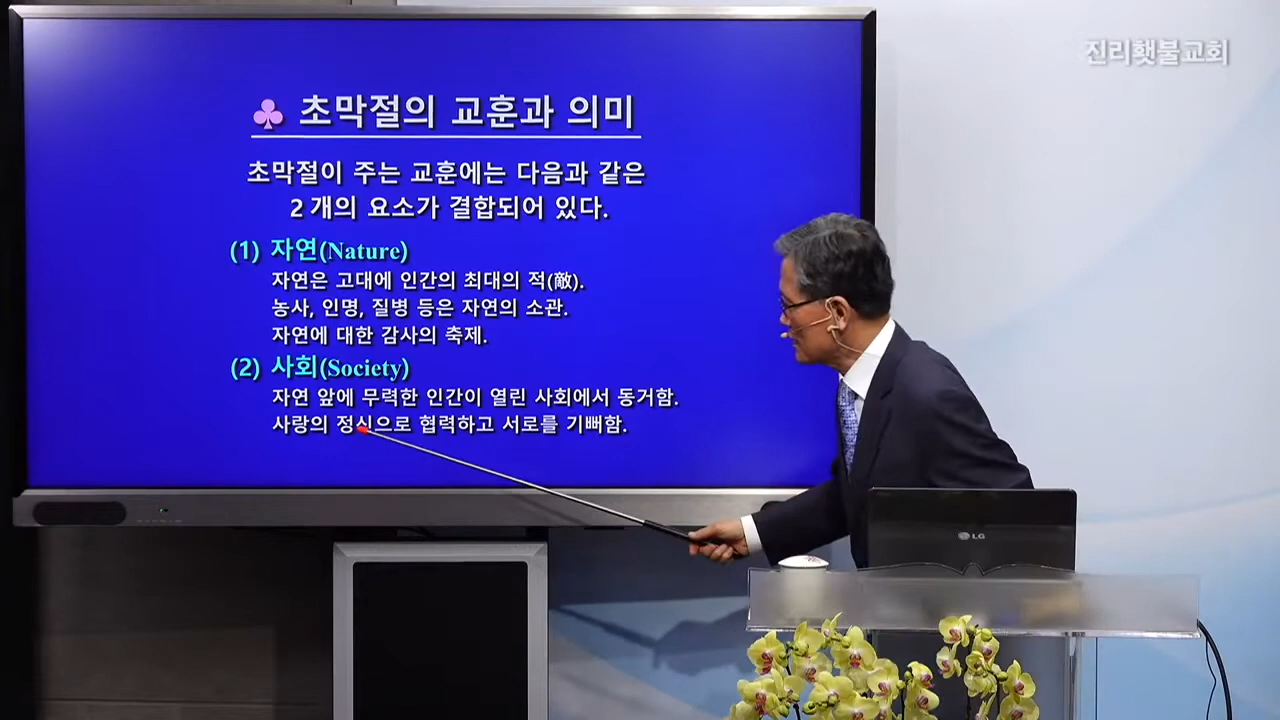 진리횃불교회
♣ 초막절의 교훈과 의미
초막절이 주는 교훈에는 다음과 같은
2개의 요소가 결합되어 있다.
(1) 자연(Nature)
자연은 고대에 인간의 최대의 적(敵).
농사, 인명, 질병 등은 자연의 소관.
자연에 대한 감사의 축제.
(2) 사회(Society)
자연 앞에 무력한 인간이 열린 사회에서 동거함.
사랑의 정신으로 협력하고 서로를 기뻐함.
LG